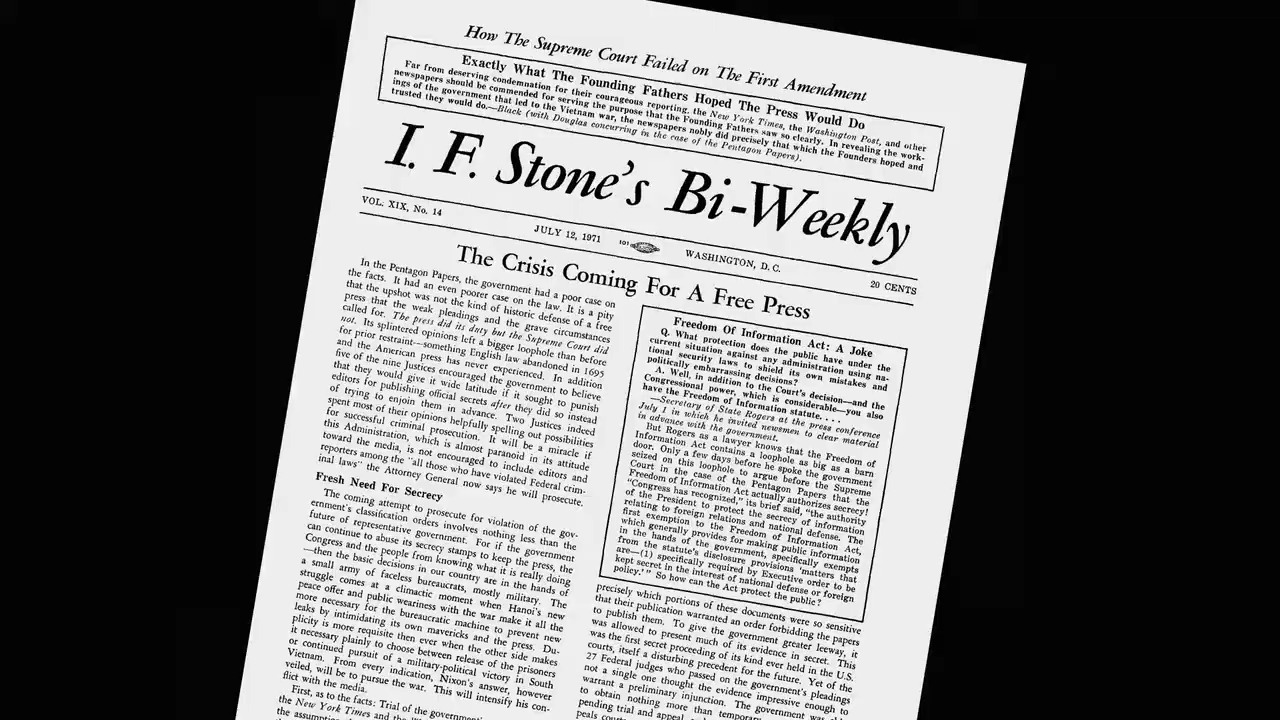 How The Supreme Court Failed on The First Amendment
Exactly What The Founding Fathers Hoped The Press Would Do
Far from deserving condemnation for their courageous reporting, the New York Times, the Washington Post, and other
newspapers should be commended for serving the purpose that the Founding Fathers saw so clearly. In revealing the work-
ings of the government that led to the Vietnam war, the newspapers nobly did precisely that which the Founders hoped and
trusted they would do.—Black (with Douglas concurring in the case of the Pentagon Papers).
I. F. Stone's Bi-Weekly
VOL. XIX, No. 14
JULY 12, 1971
101
WASHINGTON, D. C.
20 CENTS
The Crisis Coming For A Free Press
In the Pentagon Papers, the government had a poor case on
the facts. It had an even poorer case on the law. It is a pity
that the upshot was not the kind of historic defense of a free
press that the weak pleadings and the grave circumstances
called for. The press did its duty but the Supreme Court did
not. Its splintered opinions left a bigger loophole than before
for prior restraint—something English law abandoned in 1695
and the American press has never experienced. In addition
five of the nine Justices encouraged the government to believe
that they would give it wide latitude if it sought to punish
editors for publishing official secrets after they did so instead
of trying to enjoin them in advance. Two Justices indeed
spent most of their opinions helpfully spelling out possibilities
for successful criminal prosecution. It will be a miracle if
this Administration, which is almost paranoid in its attitude
toward the media, is not encouraged to include editors and
reporters among the "all those who have violated Federal crim-
inal laws" the Attorney General now says he will prosecute.
Fresh Need For Secrecy
The coming attempt to prosecute for violation of the gov-
ernment's classification orders involves nothing less than the
future of representative government. For if the government
can continue to abuse its secrecy stamps to keep the press, the
Congress and the people from knowing what it is really doing
—then the basic decisions in our country are in the hands of
a small army of faceless bureaucrats, mostly military. The
struggle comes at a climactic moment when Hanoi's new
peace offer and public weariness with the war make it all the
more necessary for the bureaucratic machine to prevent new
leaks by intimidating its own mavericks and the press. Du-
plicity is more requisite then ever when the other side makes
it necessary plainly to choose between release of the prisoners
or continued pursuit of a military-political victory in South
Vietnam. From every indication, Nixon's answer, however
veiled, will be to pursue the war. This will intensify his con-
flict with the media.
First, as to the facts: Trial of the government'
the New York Times and the
the assumption
Freedom Of Information Act: A Joke
Q. What protection does the public have under the
current situation against any administration using na-
tional security laws to shield its own mistakes and
politically embarrassing decisions?
A. Well, in addition to the Court's decision—and the
Congressional power, which is considerable—you also
have the Freedom of Information statute. . . .
—Secretary of State Rogers at the press conference
July 1 in which he invited newsmen to clear material
in advance with the government.
But Rogers as a lawyer knows that the Freedom of
Information Act contains a loophole as big as a barn
door. Only a few days before he spoke the government
seized on this loophole to argue before the Supreme
Court in the case of the Pentagon Papers that the
Freedom of Information Act actually authorizes secrecy!
"Congress has recognized," its brief said, "the authority
of the President to protect the secrecy of information
relating to foreign relations and national defense. The
first exemption to the Freedom of Information Act,
which generally provides for making public information
in the hands of the government, specifically exempts
from the statute's disclosure provisions 'matters that
are—(1) specifically required by Executive order to be
kept secret in the interest of national defense or foreign
policy.'" So how can the Act protect the public?
precisely which portions of these documents were so sensitive
that their publication warranted an order forbidding the papers
to publish them. To give the government greater leeway, it
was allowed to present much of its evidence in secret. This
was the first secret proceeding of its kind ever held in the U.S.
courts, itself a disturbing precedent for the future. Yet of the
27 Federal judges who passed on the government's pleadings
not a single one thought the evidence impressive enough to
warrant a preliminary injunction. The government was able
to obtain nothing more than temporary
pending trial and appeal
peals court